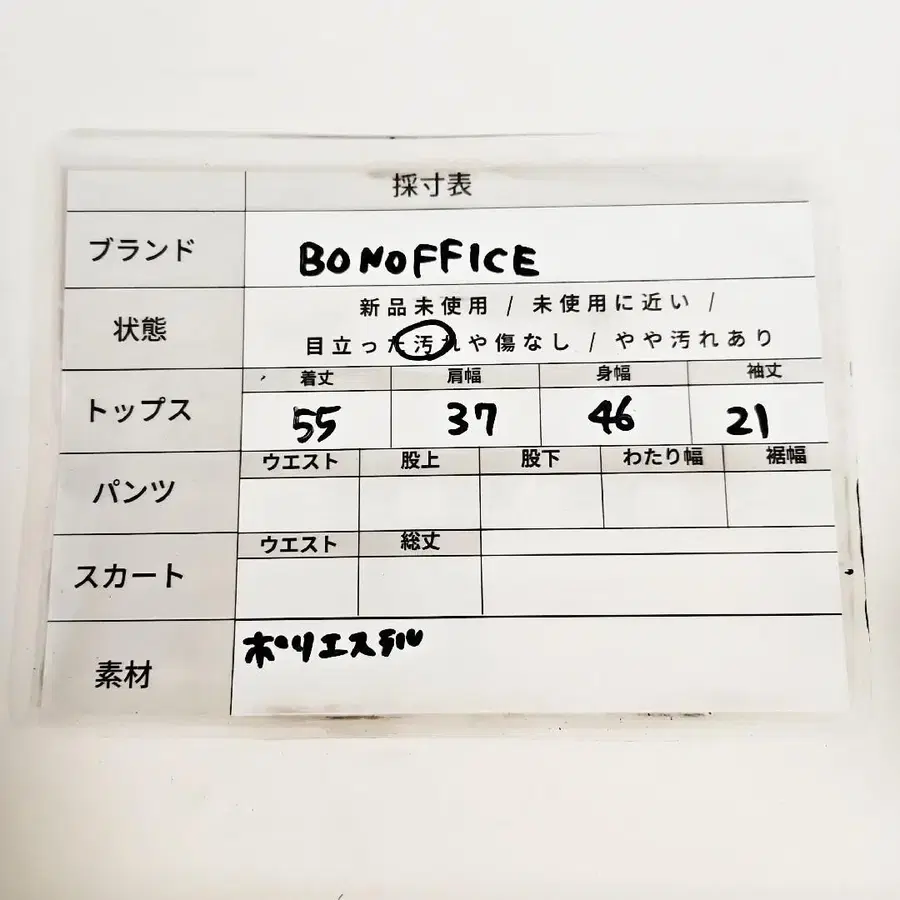 採寸表
ブランド BONOFFICE
状態 新品未使用 / 未使用に近い /
目立った汚れや傷なし / やや汚れあり
着丈 肩幅 身幅 袖丈
トップス 55 37 46 21
ウエスト 股上 股下 わたり幅 裾幅
パンツ
ウエスト 総丈
スカート
素材 ポリエステル